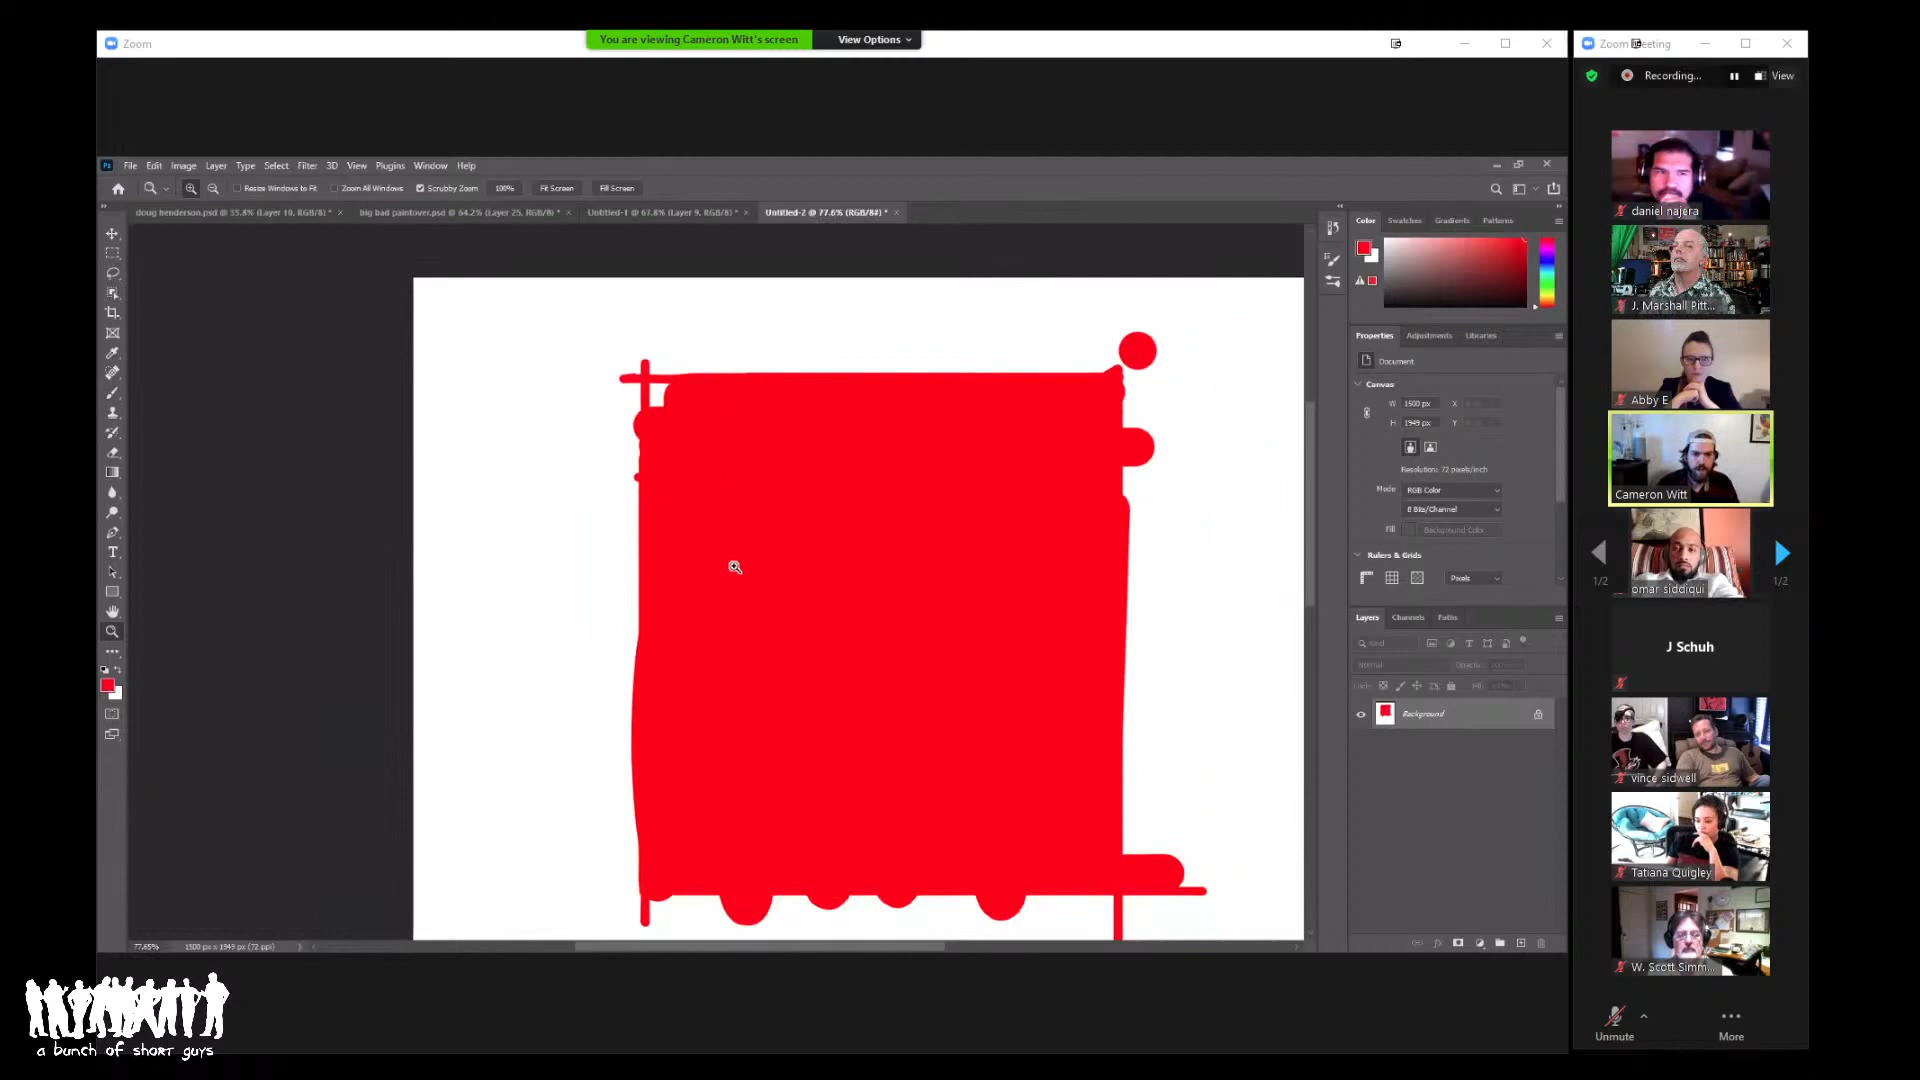 Zoom
You are viewing Cameron Witt's screen
View Options
Zoom Meeting
Recording...
View
File Edit Image Layer Type Select Filter 3D View Plugins Window Help
Resize Windows to Fit
Zoom All Windows
Scrubby Zoom
100%
Fit Screen
Fill Screen
doug henderson.psd @ 35.8% (Layer 10, RGB/8) *
big bad paintover.psd @ 64.2% (Layer 25, RGB/8) *
Untitled-1 @ 67.8% (Layer 9, RGB/8) *
Untitled-2 @ 77.6% (RGB/8#) *
Color Swatches Gradients Patterns
Properties Adjustments Libraries
Document
Canvas
W 1500 px X
H 1949 px Y
Resolution: 72 pixels/inch
Mode RGB Color
8 Bits/Channel
Fill Background Color
Rulers & Grids
Pixels
Layers Channels Paths
Kind
Normal Opacity:
Lock: Fill:
Background
77.65% 1500 px x 1949 px (72 ppi)
daniel najera
J. Marshall Pitt...
Abby E
Cameron Witt
omar siddiqui
1/2
1/2
J Schuh
vince sidwell
Tatiana Quigley
W. Scott Simm...
Unmute
More
a bunch of short guys